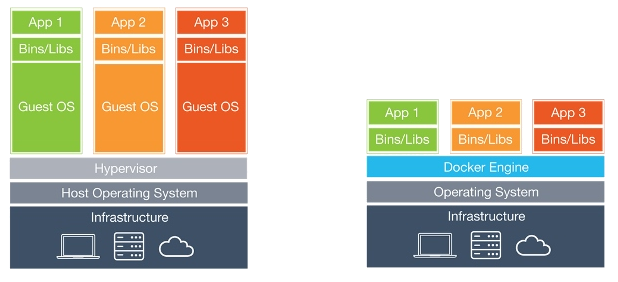 App 1
App 2
App 3
Bins/Libs
Bins/Libs
Bins/Libs
Guest OS
Guest OS
Guest OS
Hypervisor
Host Operating System
Infrastructure
App 1
App 2
App 3
Bins/Libs
Bins/Libs
Bins/Libs
Docker Engine
Operating System
Infrastructure